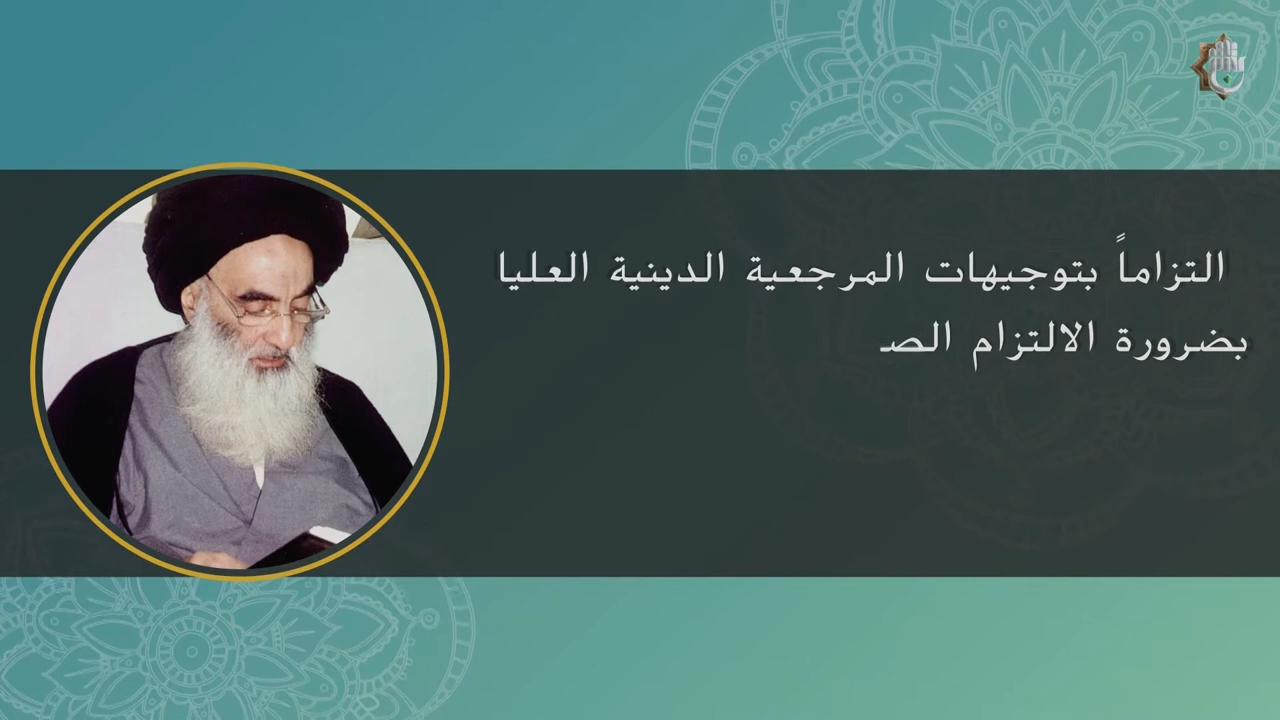 التزاماً بتوجيهات المرجعية الدينية العليا
بضرورة الالتزام الصـ